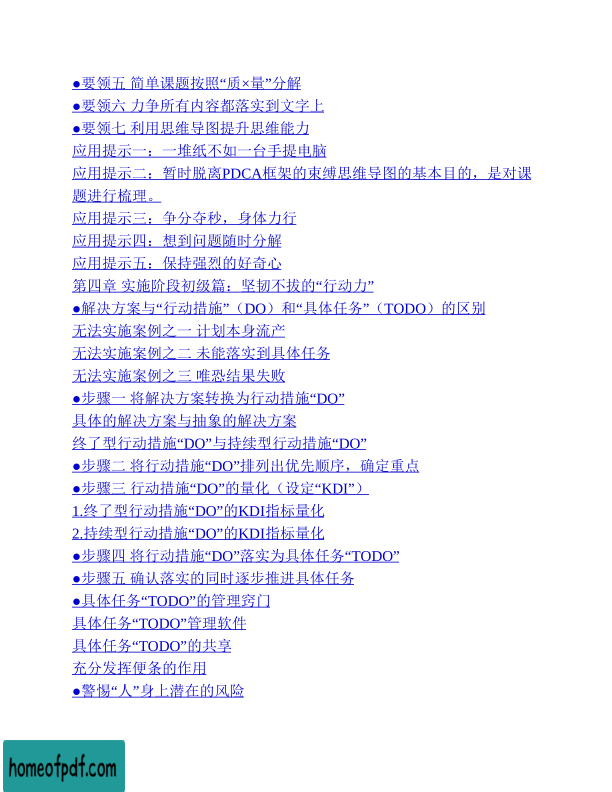 ●要领五 简单课题按照“质×量”分解
●要领六 力争所有内容都落实到文字上
●要领七 利用思维导图提升思维能力
应用提示一：一堆纸不如一台手提电脑
应用提示二：暂时脱离PDCA框架的束缚思维导图的基本目的，是对课
题进行梳理。
应用提示三：争分夺秒，身体力行
应用提示四：想到问题随时分解
应用提示五：保持强烈的好奇心
第四章 实施阶段初级篇：坚韧不拔的“行动力”
●解决方案与“行动措施”（DO）和“具体任务”（TODO）的区别
无法实施案例之一 计划本身流产
无法实施案例之二 未能落实到具体任务
无法实施案例之三 唯恐结果失败
●步骤一 将解决方案转换为行动措施“DO”
具体的解决方案与抽象的解决方案
终了型行动措施“DO”与持续型行动措施“DO”
●步骤二 将行动措施“DO”排列出优先顺序，确定重点
●步骤三 行动措施“DO”的量化（设定“KDI”）
1.终了型行动措施“DO”的KDI指标量化
2.持续型行动措施“DO”的KDI指标量化
●步骤四 将行动措施“DO”落实为具体任务“TODO”
●步骤五 确认落实的同时逐步推进具体任务
●具体任务“TODO”的管理窍门
具体任务“TODO”管理软件
具体任务“TODO”的共享
充分发挥便条的作用
●警惕“人”身上潜在的风险
homeofpdf.com